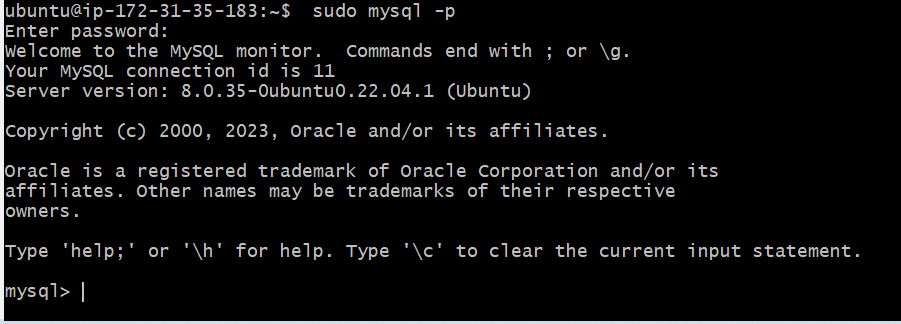 ubuntu@ip-172-31-35-183:~$  sudo mysql -p
Enter password:
Welcome to the MySQL monitor.  Commands end with ; or \g.
Your MySQL connection id is 11
Server version: 8.0.35-0ubuntu0.22.04.1 (Ubuntu)
Copyright (c) 2000, 2023, Oracle and/or its affiliates.
Oracle is a registered trademark of Oracle Corporation and/or its
affiliates. Other names may be trademarks of their respective
owners.
Type 'help;' or '\h' for help. Type '\c' to clear the current input statement.
mysql>